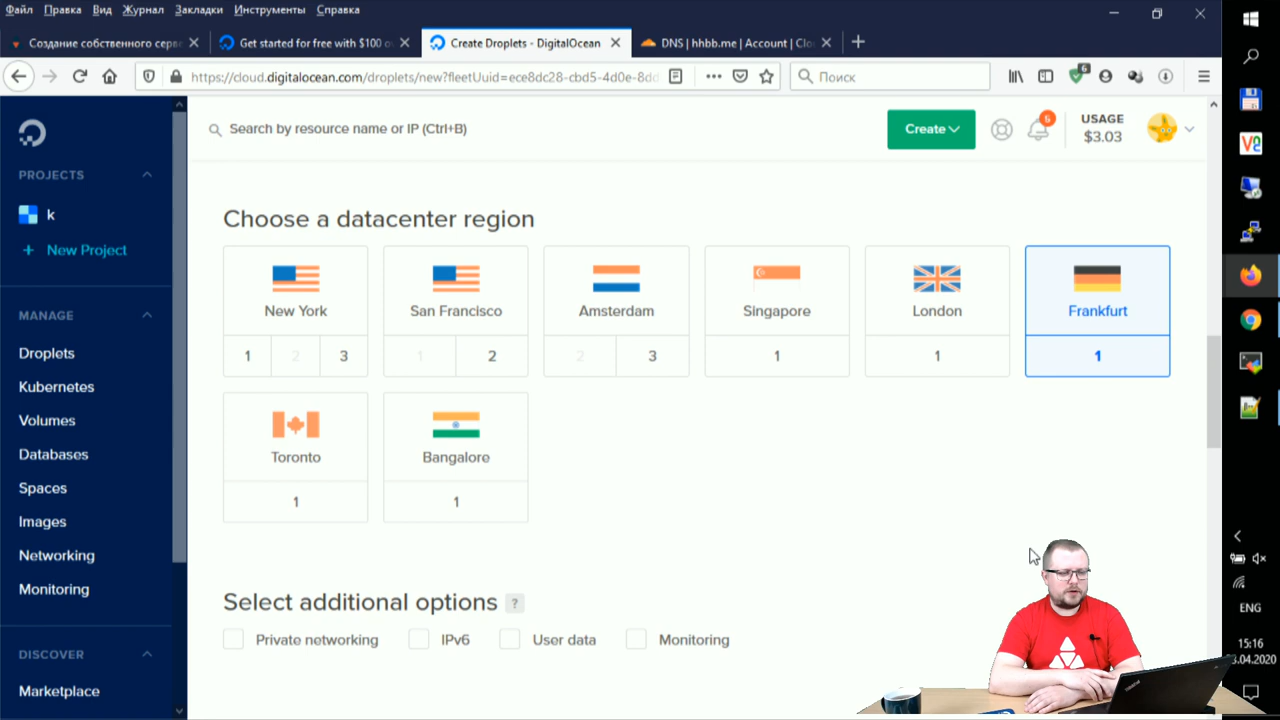 Файл Правка Вид Журнал Закладки Инструменты Справка
Создание собственного серве
Get started for free with $100 o
Create Droplets - DigitalOcean
DNS | hhbb.me | Account | Clo
https://cloud.digitalocean.com/droplets/new?fleetUuid=ece8dc28-cbd5-4d0e-8dd
Поиск
6
Search by resource name or IP (Ctrl+B)
Create
5
USAGE
$3.03
PROJECTS
k
+ New Project
MANAGE
Droplets
Kubernetes
Volumes
Databases
Spaces
Images
Networking
Monitoring
DISCOVER
Marketplace
Choose a datacenter region
New York
San Francisco
Amsterdam
Singapore
London
Frankfurt
1 2 3
1 2
2 3
1
1
1
Toronto
Bangalore
1
1
Select additional options ?
Private networking
IPv6
User data
Monitoring
ENG
15:16
.04.2020